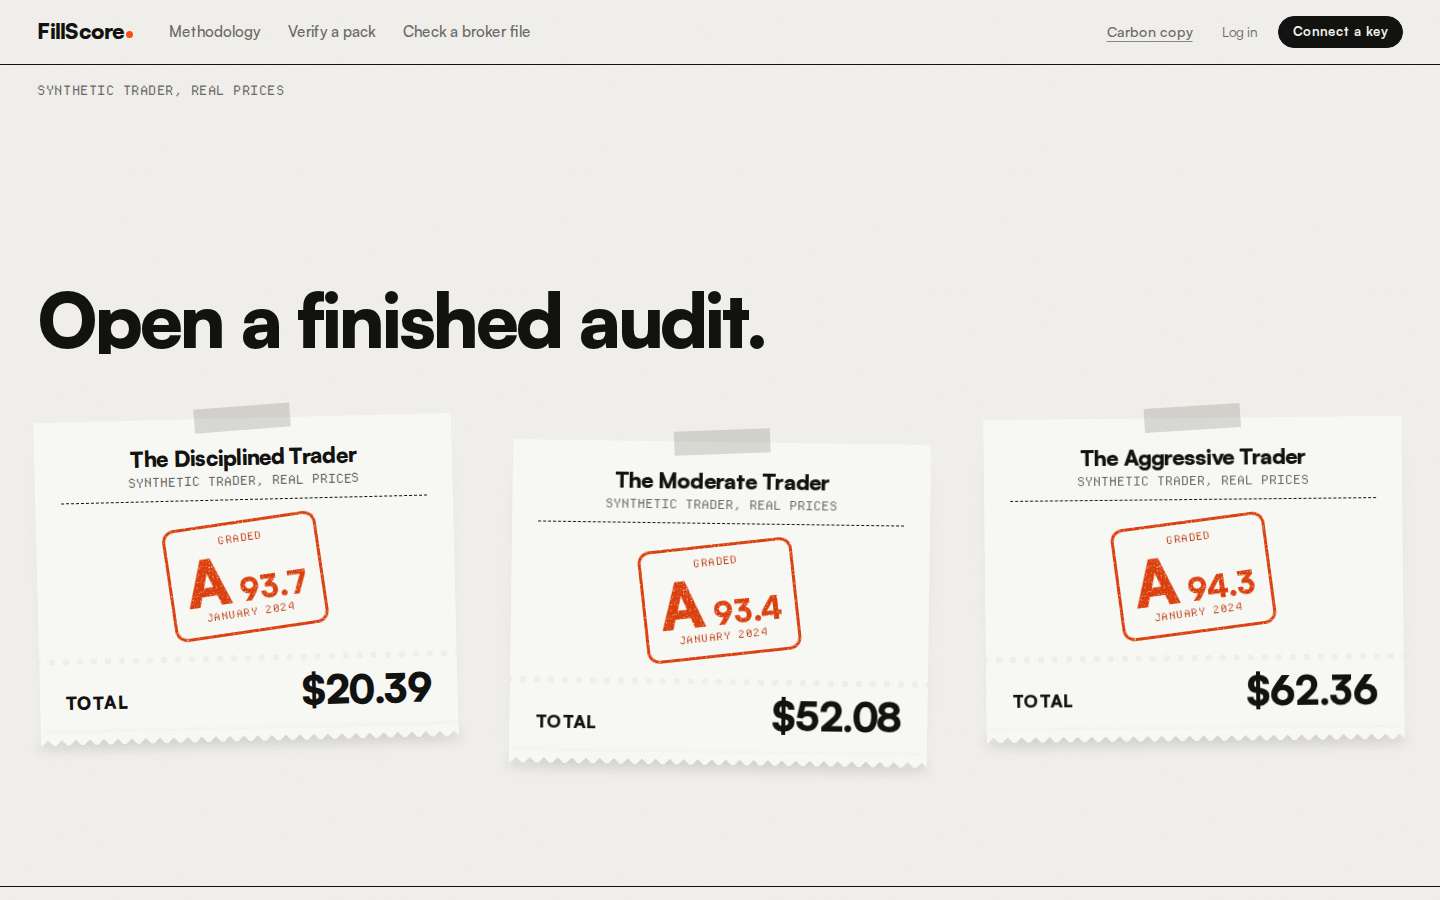 FillScore.
Methodology
Verify a pack
Check a broker file
Carbon copy
Log in
Connect a key
SYNTHETIC TRADER, REAL PRICES
Open a finished audit.
The Disciplined Trader
SYNTHETIC TRADER, REAL PRICES
GRADED
A 93.7
JANUARY 2024
TOTAL $20.39
The Moderate Trader
SYNTHETIC TRADER, REAL PRICES
GRADED
A 93.4
JANUARY 2024
TOTAL $52.08
The Aggressive Trader
SYNTHETIC TRADER, REAL PRICES
GRADED
A 94.3
JANUARY 2024
TOTAL $62.36